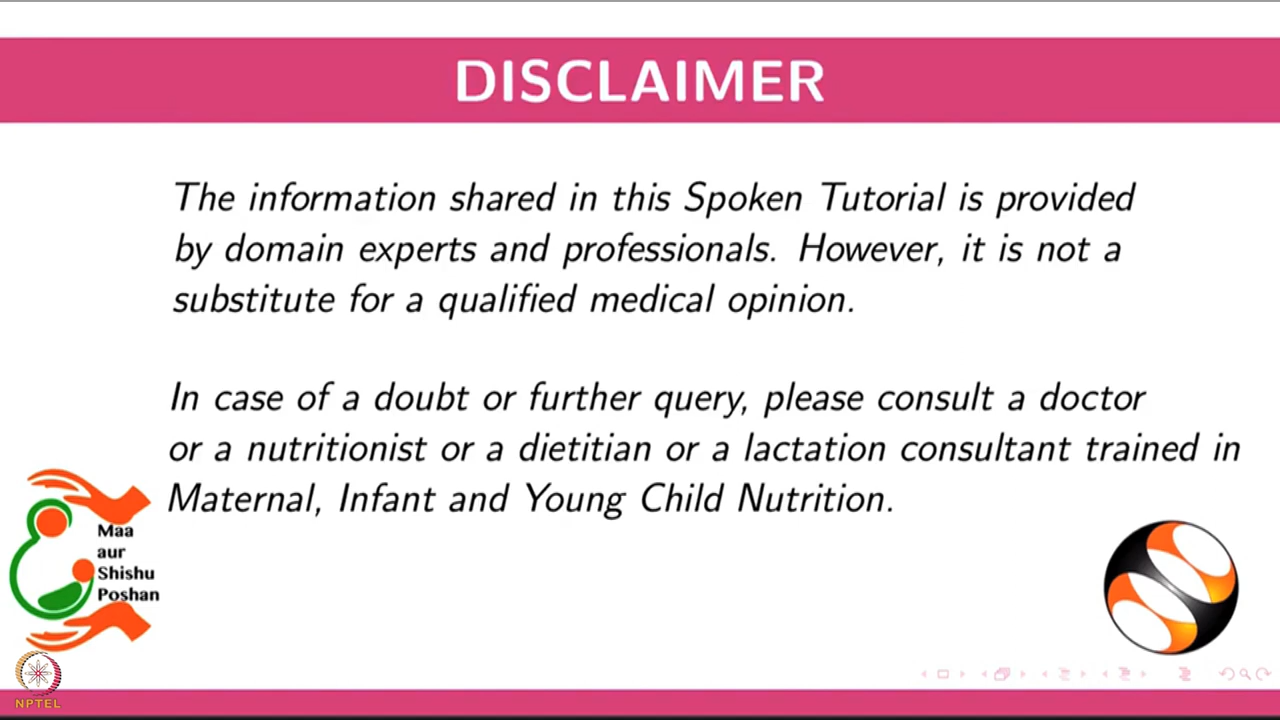 DISCLAIMER
The information shared in this Spoken Tutorial is provided
by domain experts and professionals. However, it is not a
substitute for a qualified medical opinion.
In case of a doubt or further query, please consult a doctor
or a nutritionist or a dietitian or a lactation consultant trained in
Maternal, Infant and Young Child Nutrition.
Maa
aur
Shishu
Poshan
NPTEL